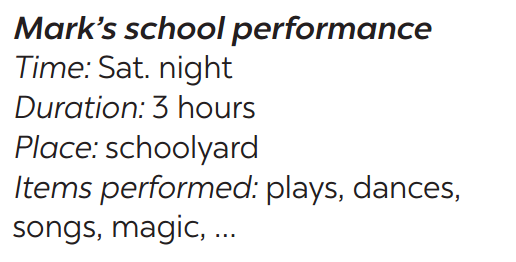 Mark’s school performance
Time: Sat. night
Duration: 3 hours
Place: schoolyard
Items performed: plays, dances,
songs, magic, ...